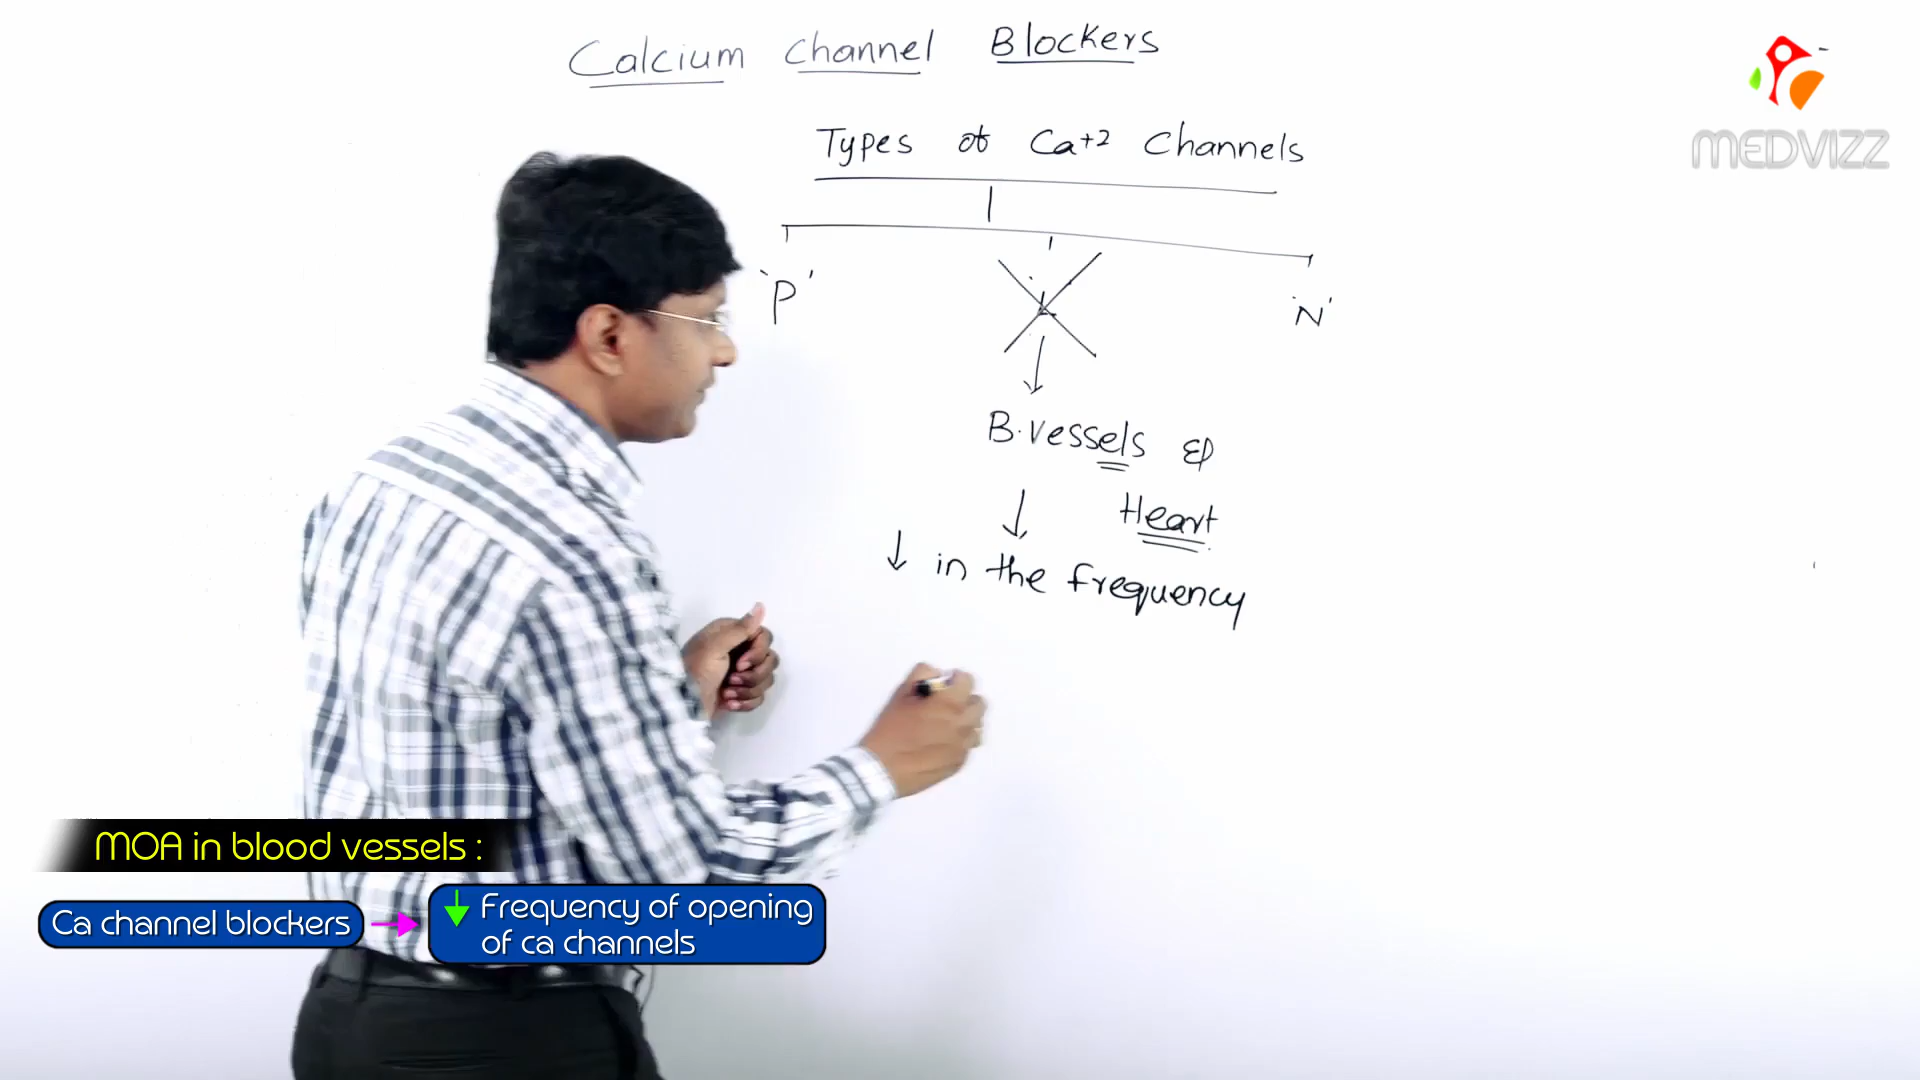 Calcium Channel Blockers
MEDVIZZ
Types of Ca+2 Channels
'P'
L
'N'
B.vessels &
Heart
↓ in the frequency
MOA in blood vessels :
Ca channel blockers → ↓ Frequency of opening
of ca channels